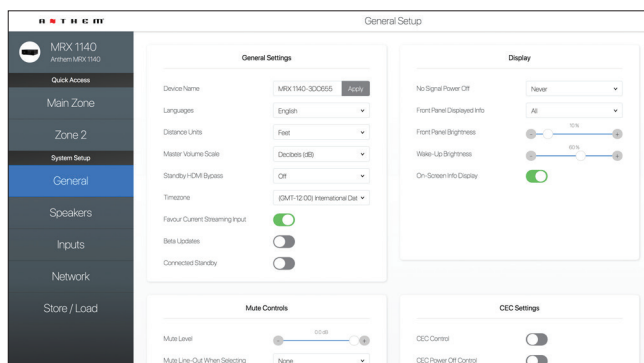 ANTHEM
General Setup
MRX 1140
Anthem MRX 1140
Quick Access
Main Zone
Zone 2
System Setup
General
Speakers
Inputs
Network
Store / Load
General Settings
Device Name
MRX 1140-3DC655
Apply
Languages
English
Distance Units
Feet
Master Volume Scale
Decibels (dB)
Standby HDMI Bypass
Off
Timezone
(GMT-12:00) International Dat
Favour Current Streaming Input
Beta Updates
Connected Standby
Display
No Signal Power Off
Never
Front Panel Displayed Info
All
Front Panel Brightness
10%
Wake-Up Brightness
60%
On-Screen Info Display
Mute Controls
Mute Level
0.0 dB
Mute Line-Out When Selecting
None
CEC Settings
CEC Control
CEC Power Off Control